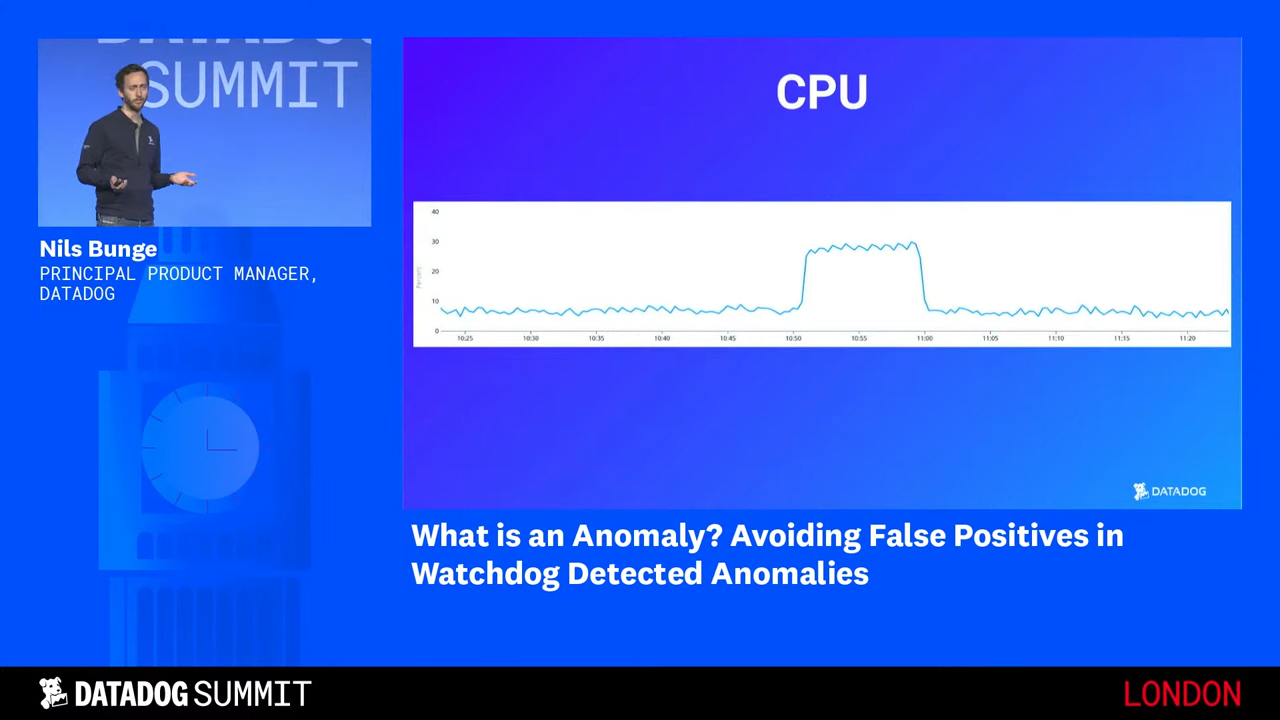 SUMMIT
Nils Bunge
PRINCIPAL PRODUCT MANAGER,
DATADOG
CPU
40
30
20
10
0
Percent
10:25 10:30 10:35 10:40 10:45 10:50 10:55 11:00 11:05 11:10 11:15 11:20
DATADOG
What is an Anomaly? Avoiding False Positives in
Watchdog Detected Anomalies
DATADOG SUMMIT
LONDON